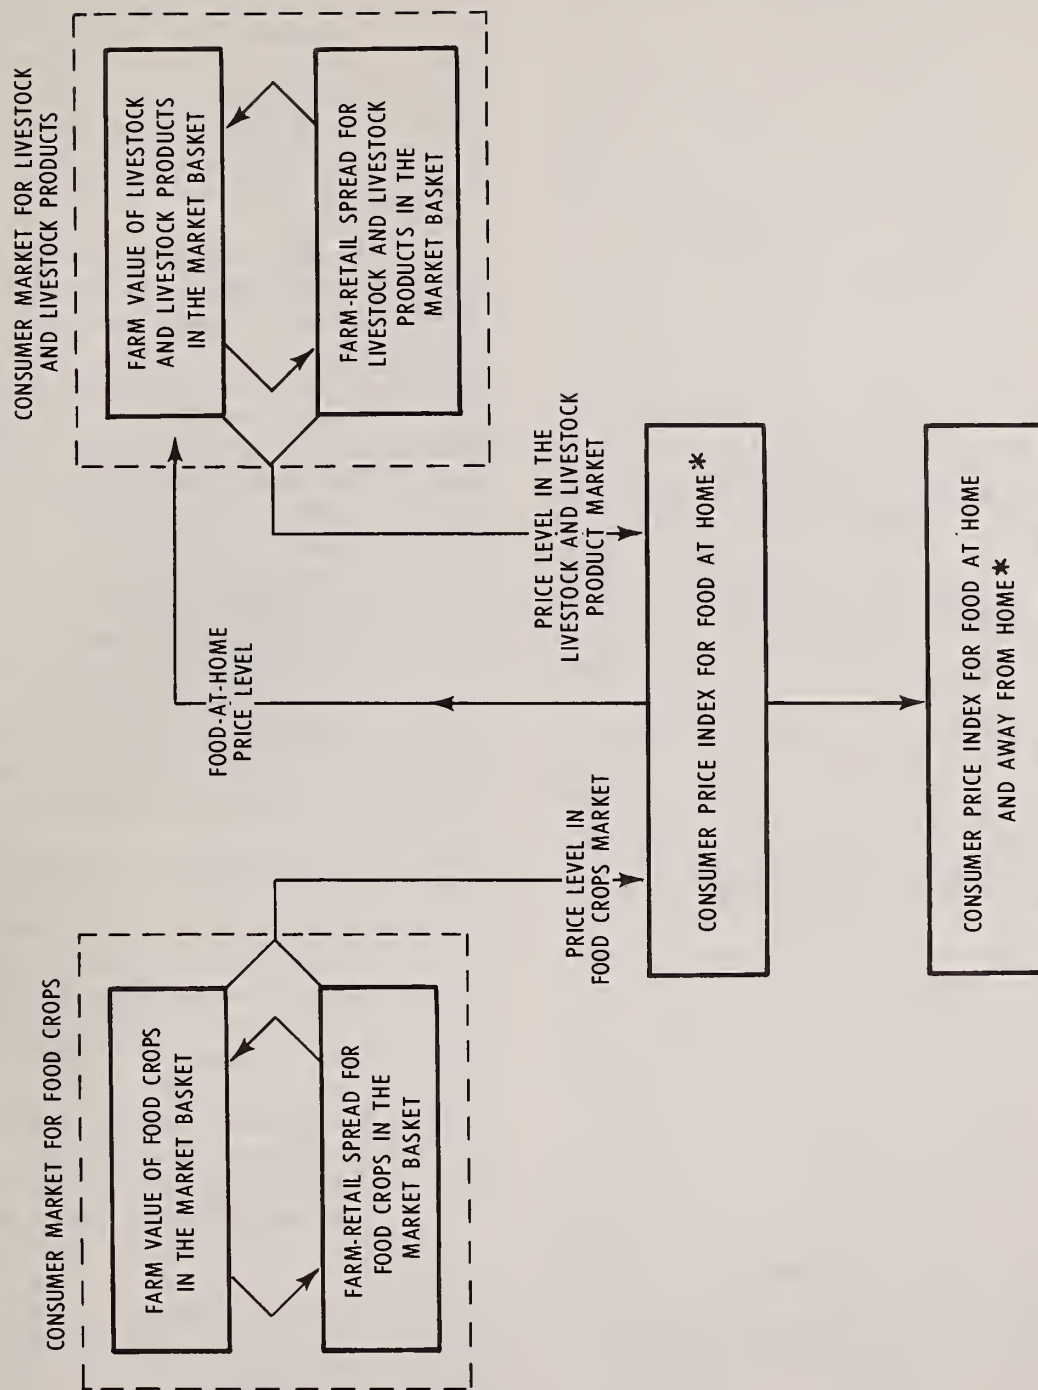 CONSUMER MARKET FOR FOOD CROPS
FARM VALUE OF FOOD CROPS
IN THE MARKET BASKET
FARM-RETAIL SPREAD FOR
FOOD CROPS IN THE
MARKET BASKET
CONSUMER MARKET FOR LIVESTOCK
AND LIVESTOCK PRODUCTS
FARM VALUE OF LIVESTOCK
AND LIVESTOCK PRODUCTS
IN THE MARKET BASKET
FARM-RETAIL SPREAD FOR
LIVESTOCK AND LIVESTOCK
PRODUCTS IN THE
MARKET BASKET
FOOD-AT-HOME
PRICE LEVEL
PRICE LEVEL IN
FOOD CROPS MARKET
PRICE LEVEL IN THE
LIVESTOCK AND LIVESTOCK
PRODUCT MARKET
CONSUMER PRICE INDEX FOR FOOD AT HOME*
CONSUMER PRICE INDEX FOR FOOD AT HOME
AND AWAY FROM HOME*